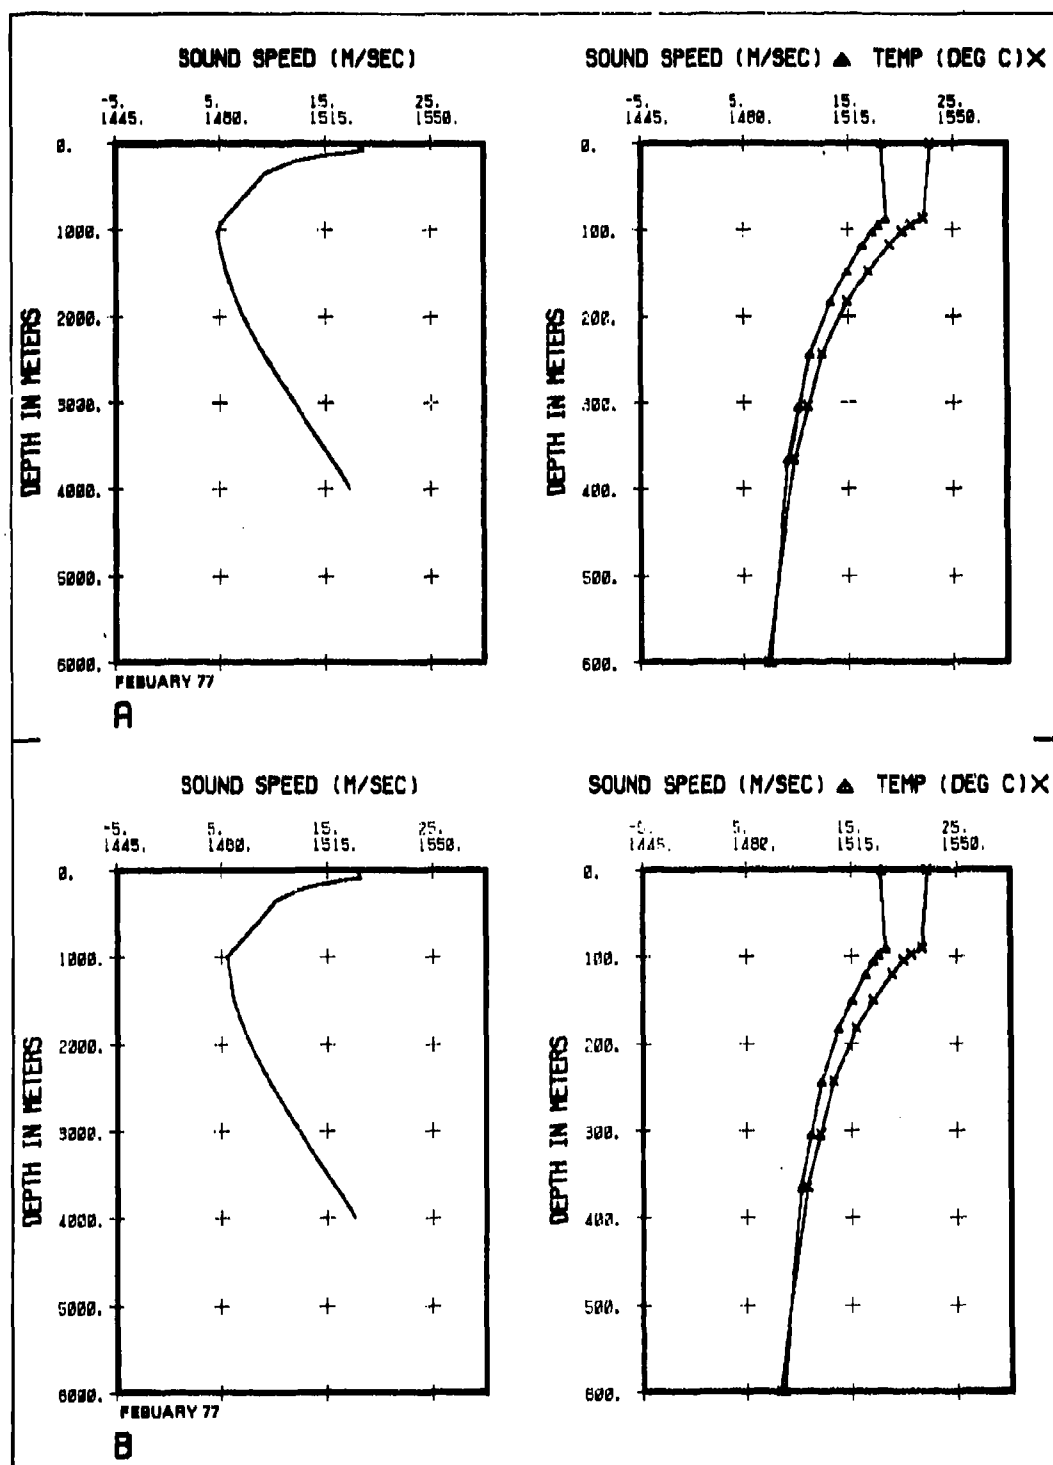 SOUND SPEED (M/SEC)
-5. 5. 15. 25.
1445. 1480. 1515. 1550.
0.
1000.
2000.
3000.
4000.
5000.
6000.
DEPTH IN METERS
FEBUARY 77
A
SOUND SPEED (M/SEC) ▲ TEMP (DEG C) X
-5. 5. 15. 25.
1445. 1480. 1515. 1550.
0.
100.
200.
300.
400.
500.
600.
DEPTH IN METERS
SOUND SPEED (M/SEC)
-5. 5. 15. 25.
1445. 1480. 1515. 1550.
0.
1000.
2000.
3000.
4000.
5000.
6000.
DEPTH IN METERS
FEBUARY 77
B
SOUND SPEED (M/SEC) ▲ TEMP (DEG C) X
-5. 5. 15. 25.
1445. 1480. 1515. 1550.
0.
100.
200.
300.
400.
500.
600.
DEPTH IN METERS